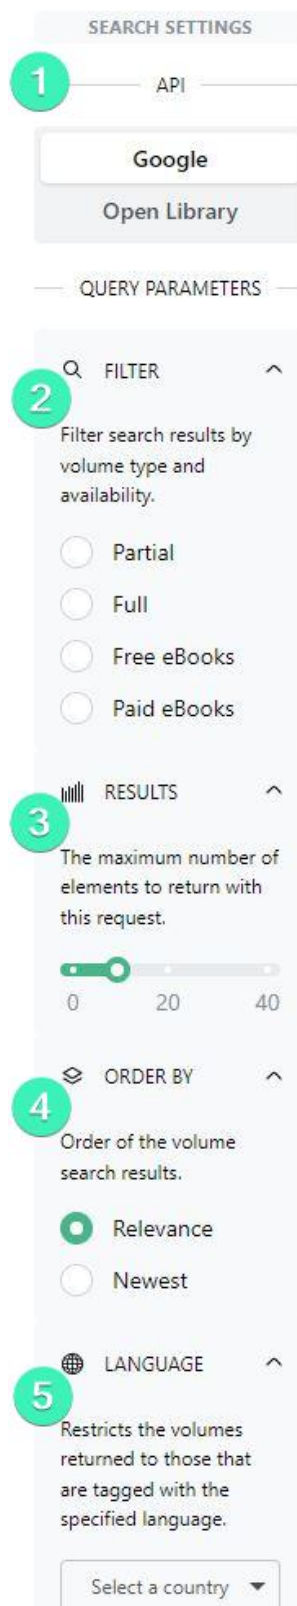 SEARCH SETTINGS
1
API
Google
Open Library
QUERY PARAMETERS
FILTER
2
Filter search results by
volume type and
availability.
Partial
Full
Free eBooks
Paid eBooks
RESULTS
3
The maximum number of
elements to return with
this request.
0 20 40
ORDER BY
4
Order of the volume
search results.
Relevance
Newest
LANGUAGE
5
Restricts the volumes
returned to those that
are tagged with the
specified language.
Select a country